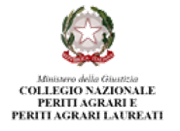 Ministero della Giustizia
COLLEGIO NAZIONALE
PERITI AGRARI E
PERITI AGRARI LAUREATI